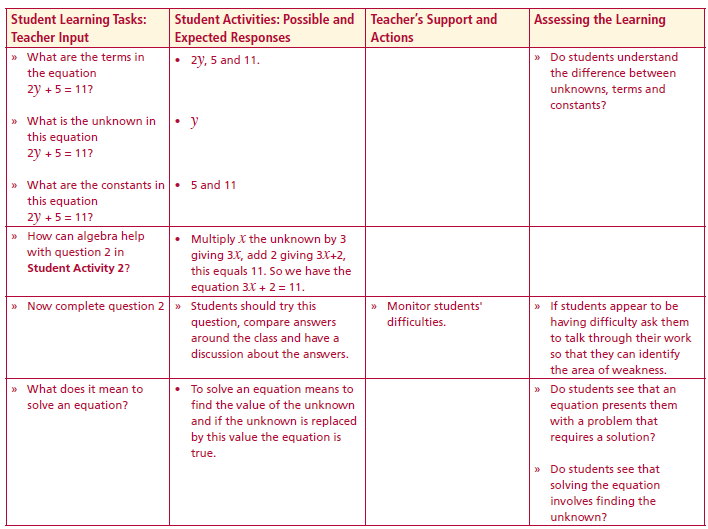 Student Learning Tasks:
Teacher Input
Student Activities: Possible and
Expected Responses
Teacher's Support and
Actions
Assessing the Learning
» What are the terms in
the equation
2y + 5 = 11?
• 2y, 5 and 11.
» Do students understand
the difference between
unknowns, terms and
constants?
» What is the unknown in
this equation
2y + 5 = 11?
• y
» What are the constants in
this equation
2y + 5 = 11?
• 5 and 11
» How can algebra help
with question 2 in
Student Activity 2?
• Multiply x the unknown by 3
giving 3x, add 2 giving 3x+2,
this equals 11. So we have the
equation 3x + 2 = 11.
» Now complete question 2
» Students should try this
question, compare answers
around the class and have a
discussion about the answers.
» Monitor students'
difficulties.
» If students appear to be
having difficulty ask them
to talk through their work
so that they can identify
the area of weakness.
» What does it mean to
solve an equation?
• To solve an equation means to
find the value of the unknown
and if the unknown is replaced
by this value the equation is
true.
» Do students see that an
equation presents them
with a problem that
requires a solution?
» Do students see that
solving the equation
involves finding the
unknown?